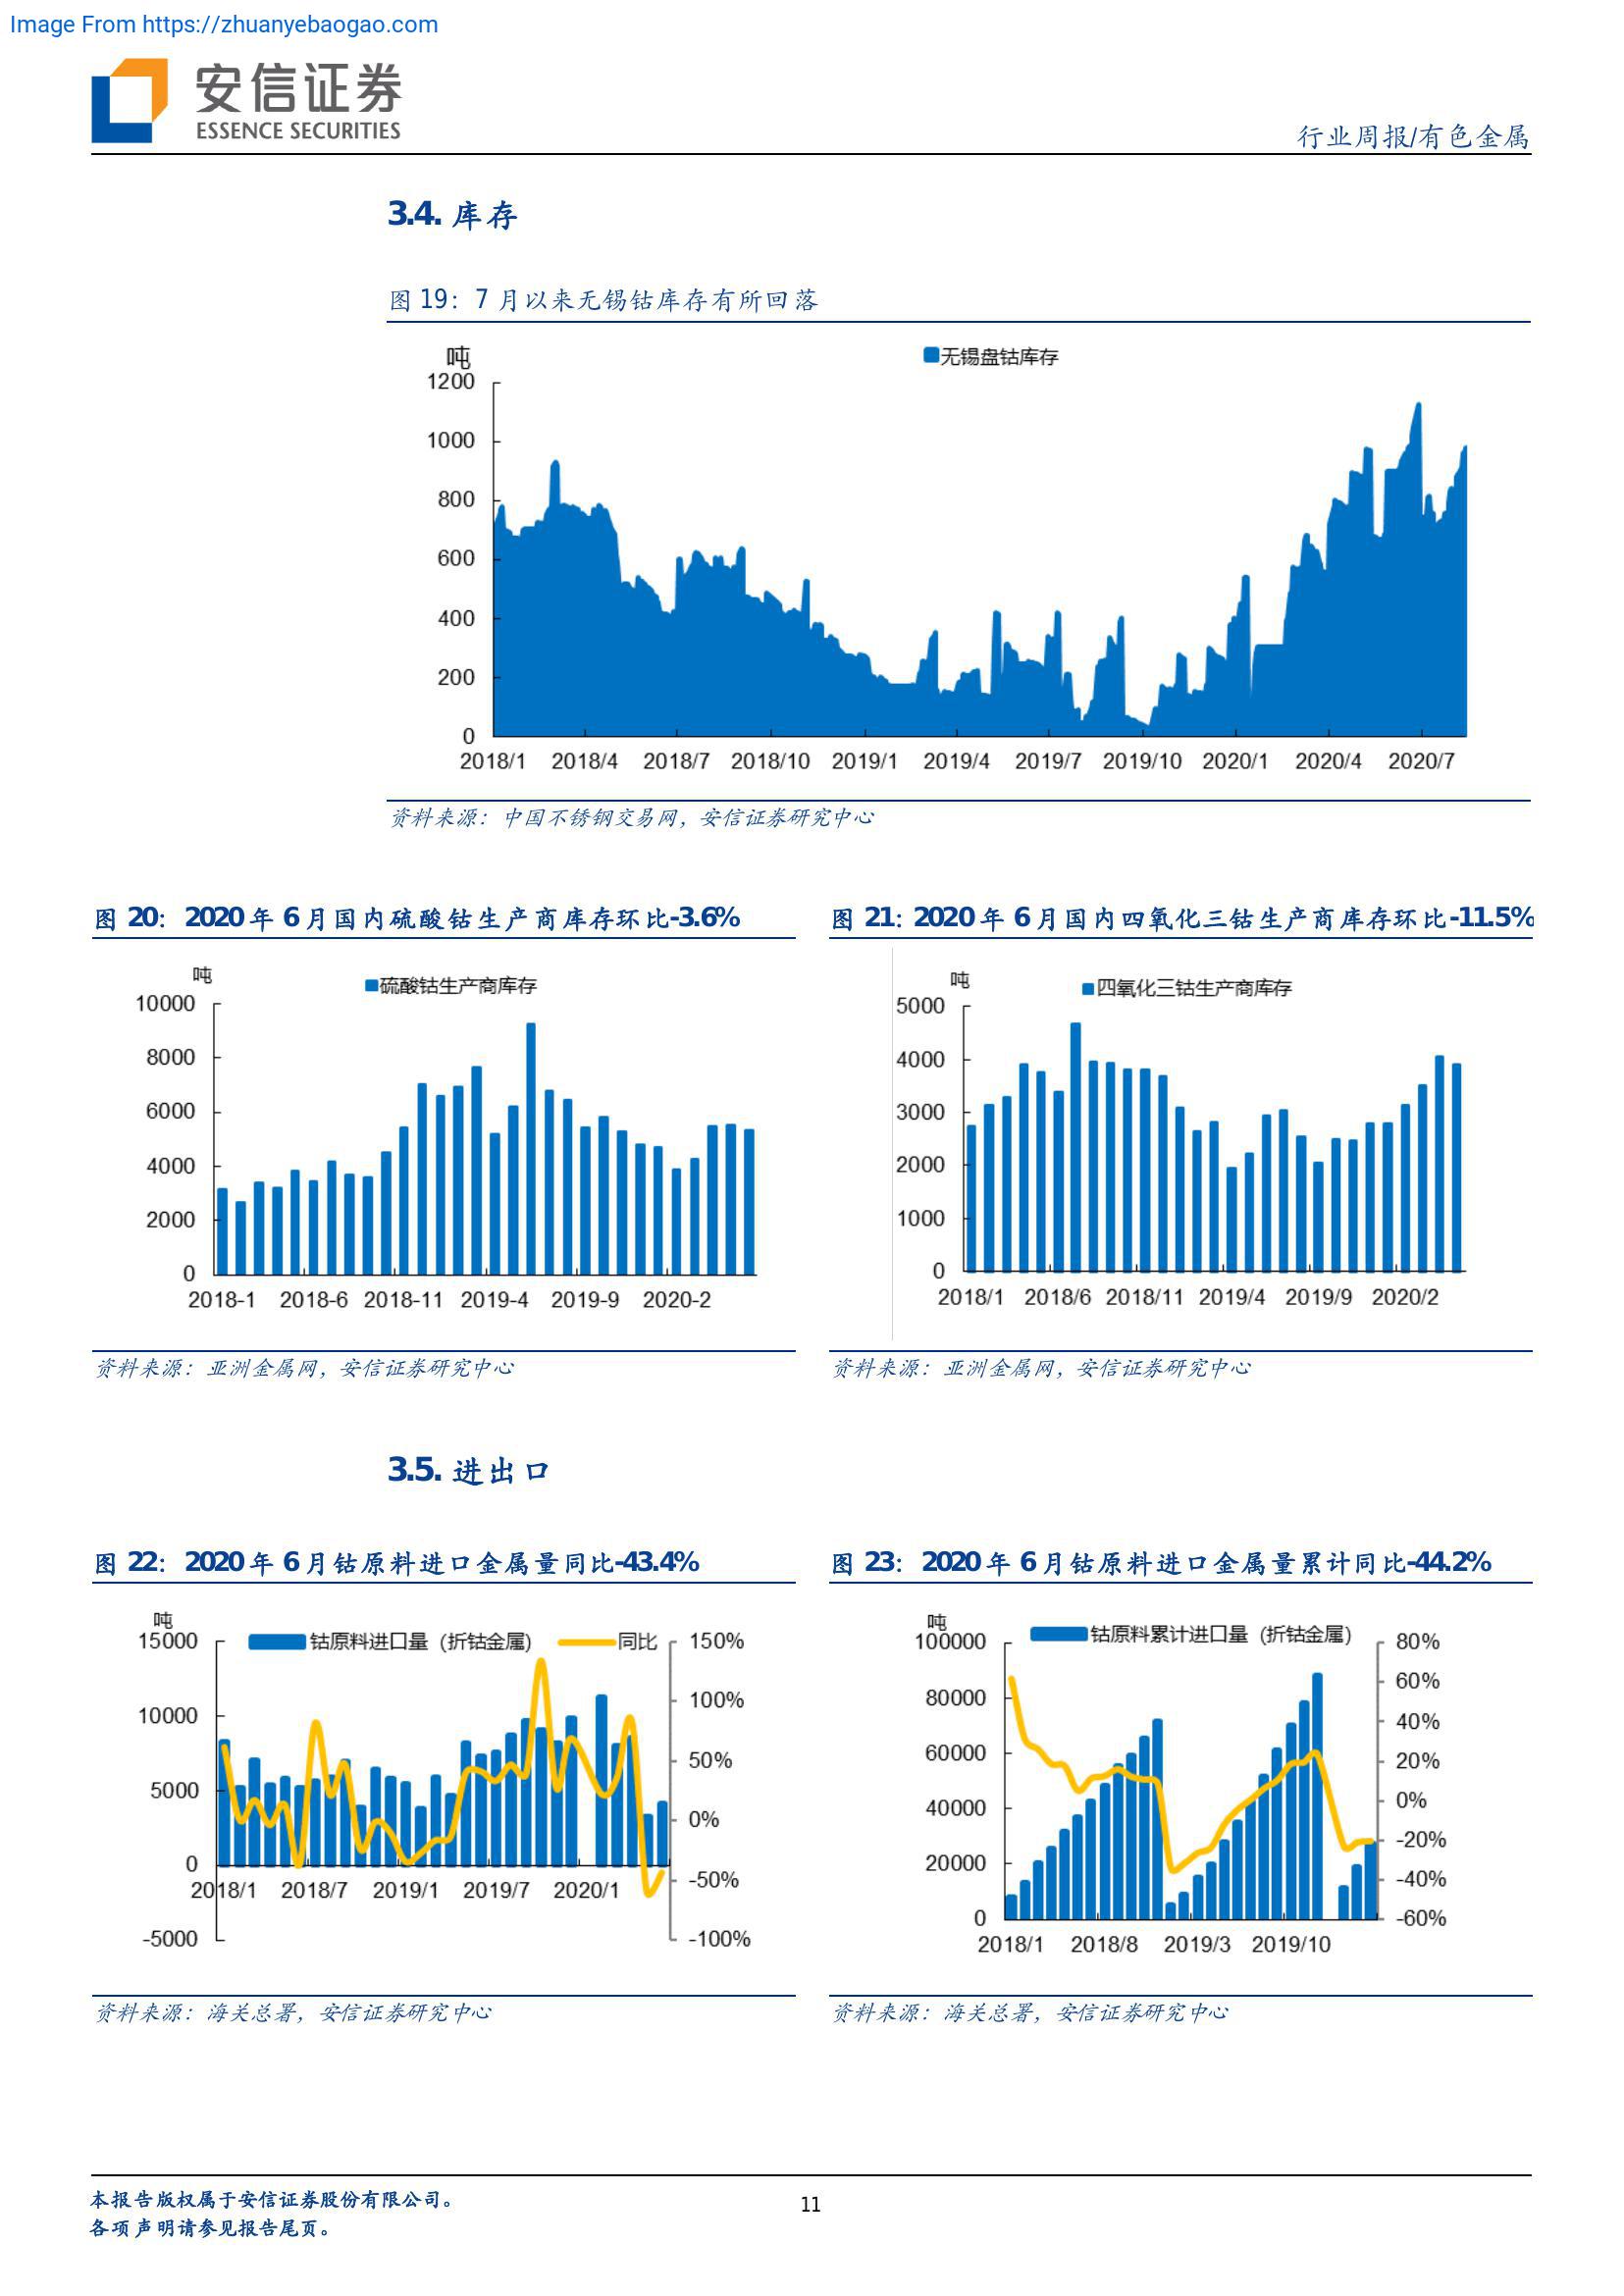 Image From https://zhuanyebaogao.com
安信证券
ESSENCE SECURITIES
行业周报/有色金属
3.4. 库存
图 19：7 月以来无锡钴库存有所回落
吨
无锡盘钴库存
1200
1000
800
600
400
200
0
2018/1 2018/4 2018/7 2018/10 2019/1 2019/4 2019/7 2019/10 2020/1 2020/4 2020/7
资料来源：中国不锈钢交易网，安信证券研究中心
图 20：2020 年 6 月国内硫酸钴生产商库存环比-3.6%
吨
硫酸钴生产商库存
10000
8000
6000
4000
2000
0
2018-1 2018-6 2018-11 2019-4 2019-9 2020-2
资料来源：亚洲金属网，安信证券研究中心
图 21：2020 年 6 月国内四氧化三钴生产商库存环比-11.5%
吨
四氧化三钴生产商库存
5000
4000
3000
2000
1000
0
2018/1 2018/6 2018/11 2019/4 2019/9 2020/2
资料来源：亚洲金属网，安信证券研究中心
3.5. 进出口
图 22：2020 年 6 月钴原料进口金属量同比-43.4%
吨
钴原料进口量（折钴金属） 同比
15000
10000
5000
0
-5000
150%
100%
50%
0%
-50%
-100%
2018/1 2018/7 2019/1 2019/7 2020/1
资料来源：海关总署，安信证券研究中心
图 23：2020 年 6 月钴原料进口金属量累计同比-44.2%
吨
钴原料累计进口量（折钴金属）
100000
80000
60000
40000
20000
0
80%
60%
40%
20%
0%
-20%
-40%
-60%
2018/1 2018/8 2019/3 2019/10
资料来源：海关总署，安信证券研究中心
本报告版权属于安信证券股份有限公司。
各项声明请参见报告尾页。
11